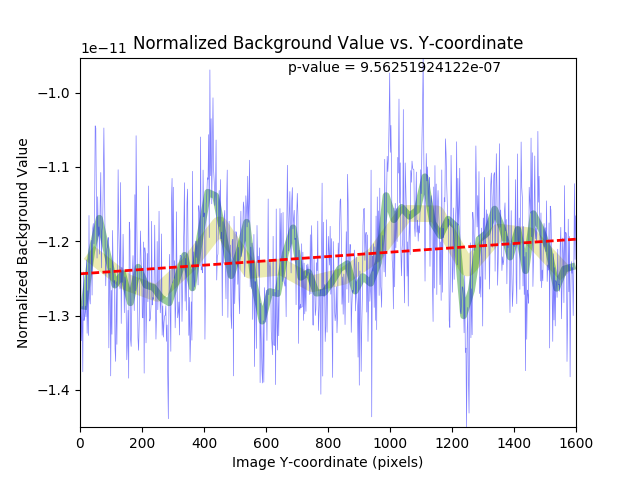 1e−11
Normalized Background Value vs. Y-coordinate
p-value = 9.56251924122e-07
−1.0
−1.1
−1.2
−1.3
−1.4
Normalized Background Value
0 200 400 600 800 1000 1200 1400 1600
Image Y-coordinate (pixels)